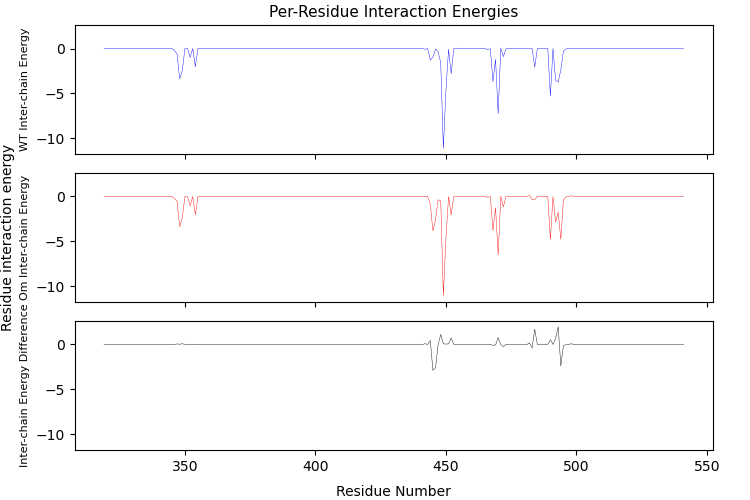 Per-Residue Interaction Energies
Residue interaction energy
WT Inter-chain Energy
0
−5
−10
Om Inter-chain Energy
0
−5
−10
Inter-chain Energy Difference
0
−5
−10
350
400
450
500
550
Residue Number